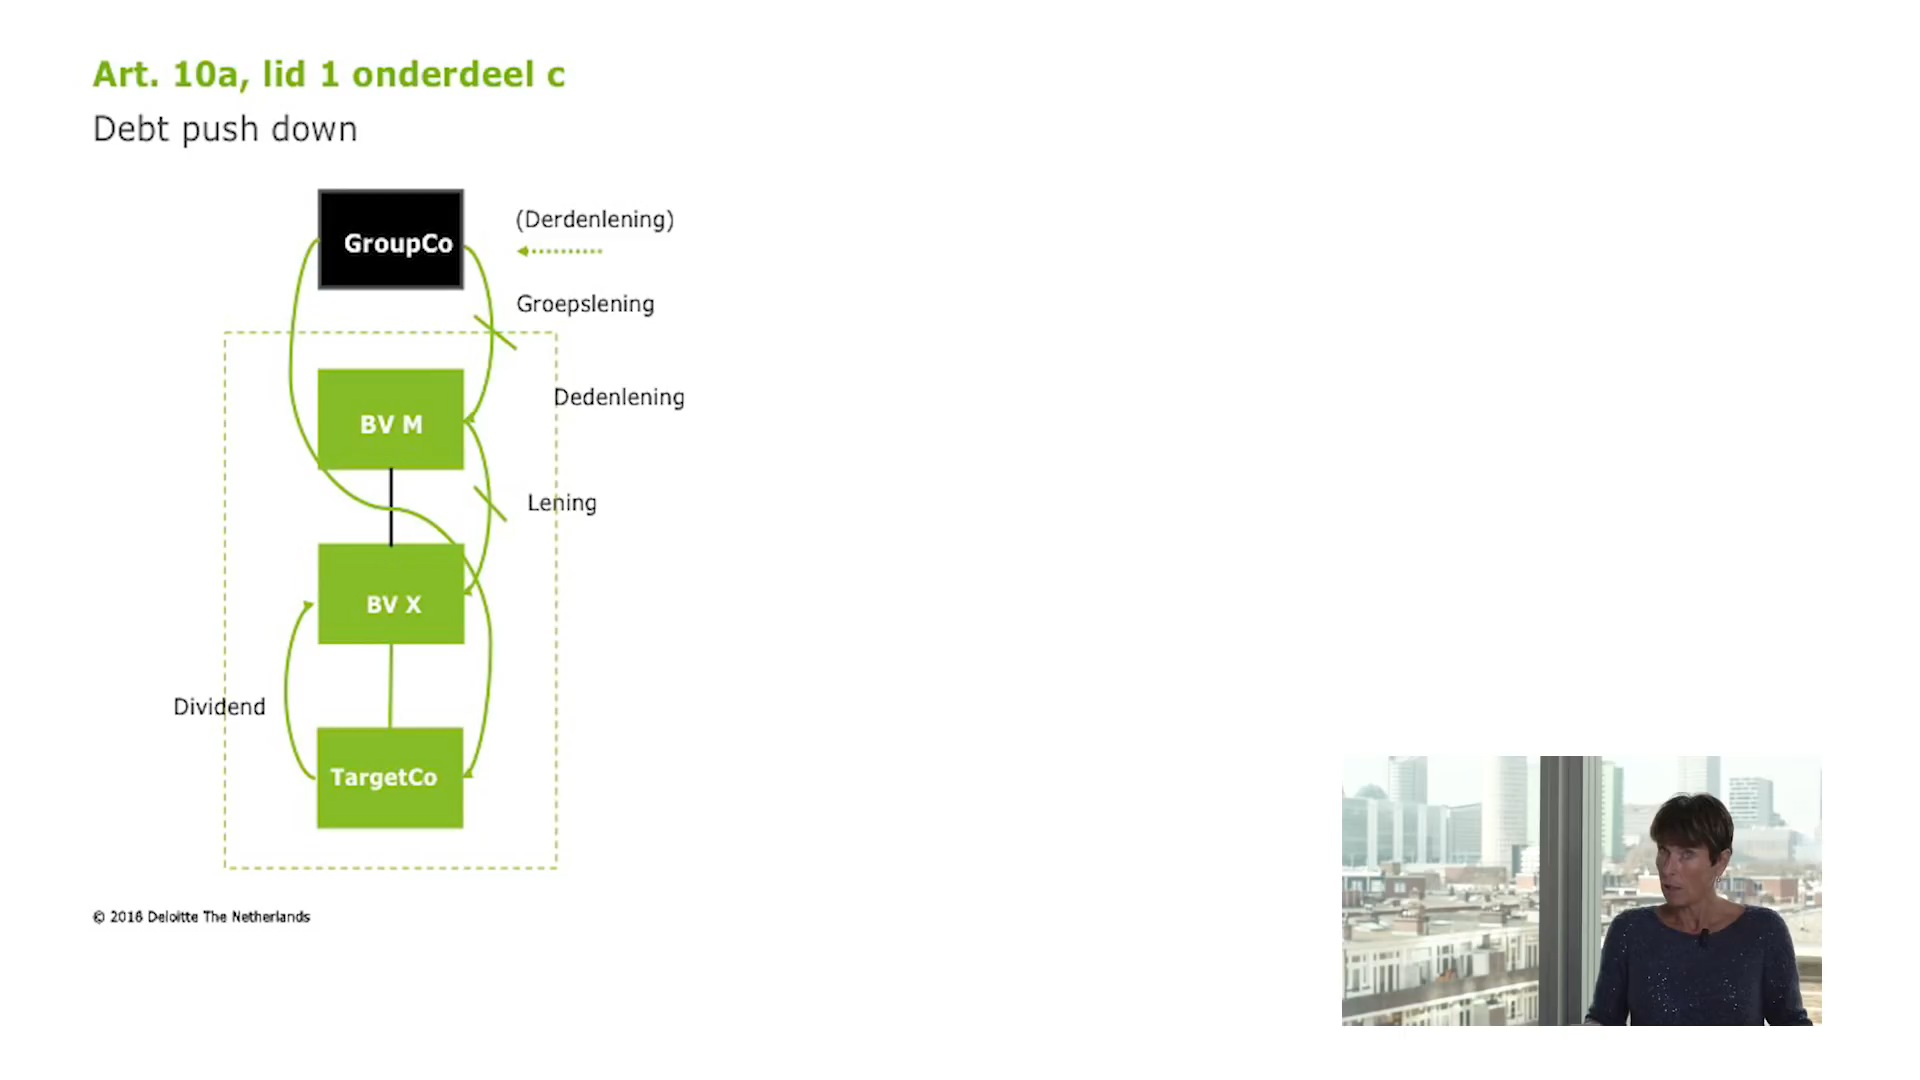 Art. 10a, lid 1 onderdeel c
Debt push down
GroupCo
(Derdenlening)
Groepslening
BV M
Dedenlening
Lening
BV X
Dividend
TargetCo
© 2016 Deloitte The Netherlands